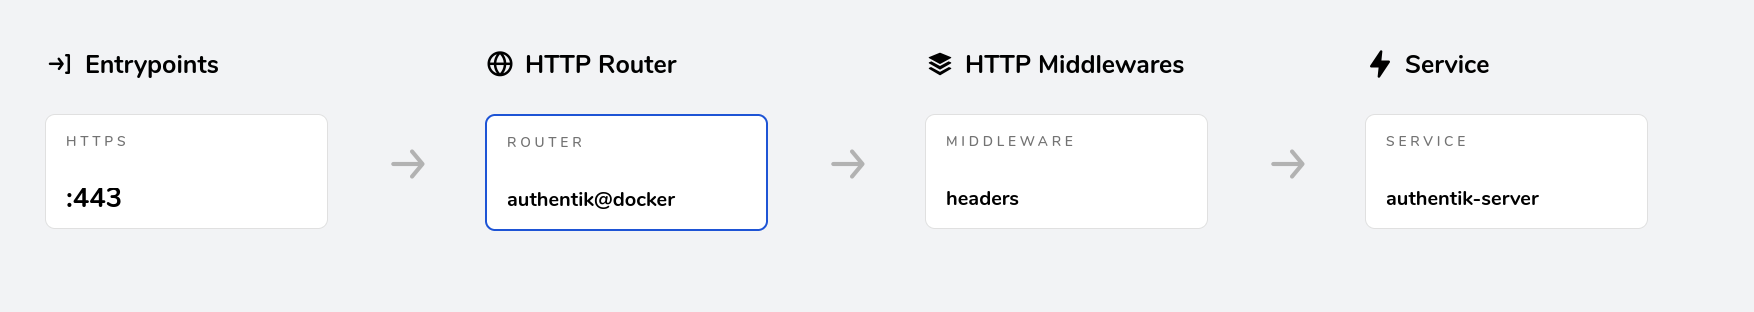 Entrypoints
HTTP Router
HTTP Middlewares
Service
HTTPS
:443
ROUTER
authentik@docker
MIDDLEWARE
headers
SERVICE
authentik-server